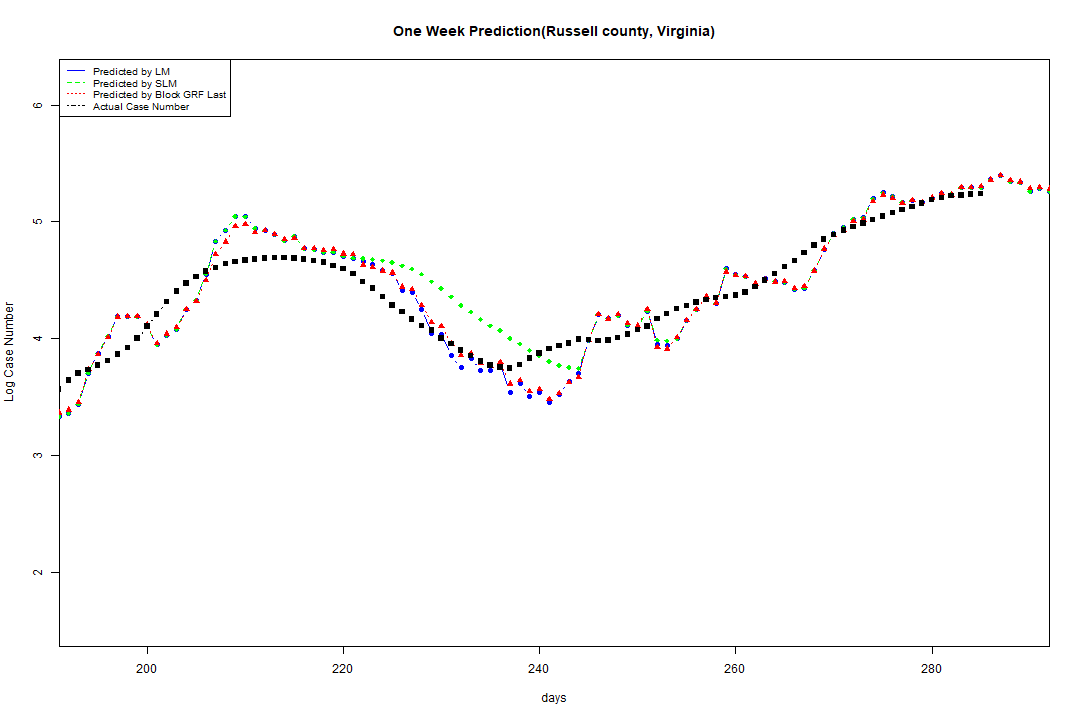 One Week Prediction(Russell county, Virginia)
Predicted by LM
Predicted by SLM
Predicted by Block GRF Last
Actual Case Number
6
5
4
3
2
Log Case Number
200 220 240 260 280
days